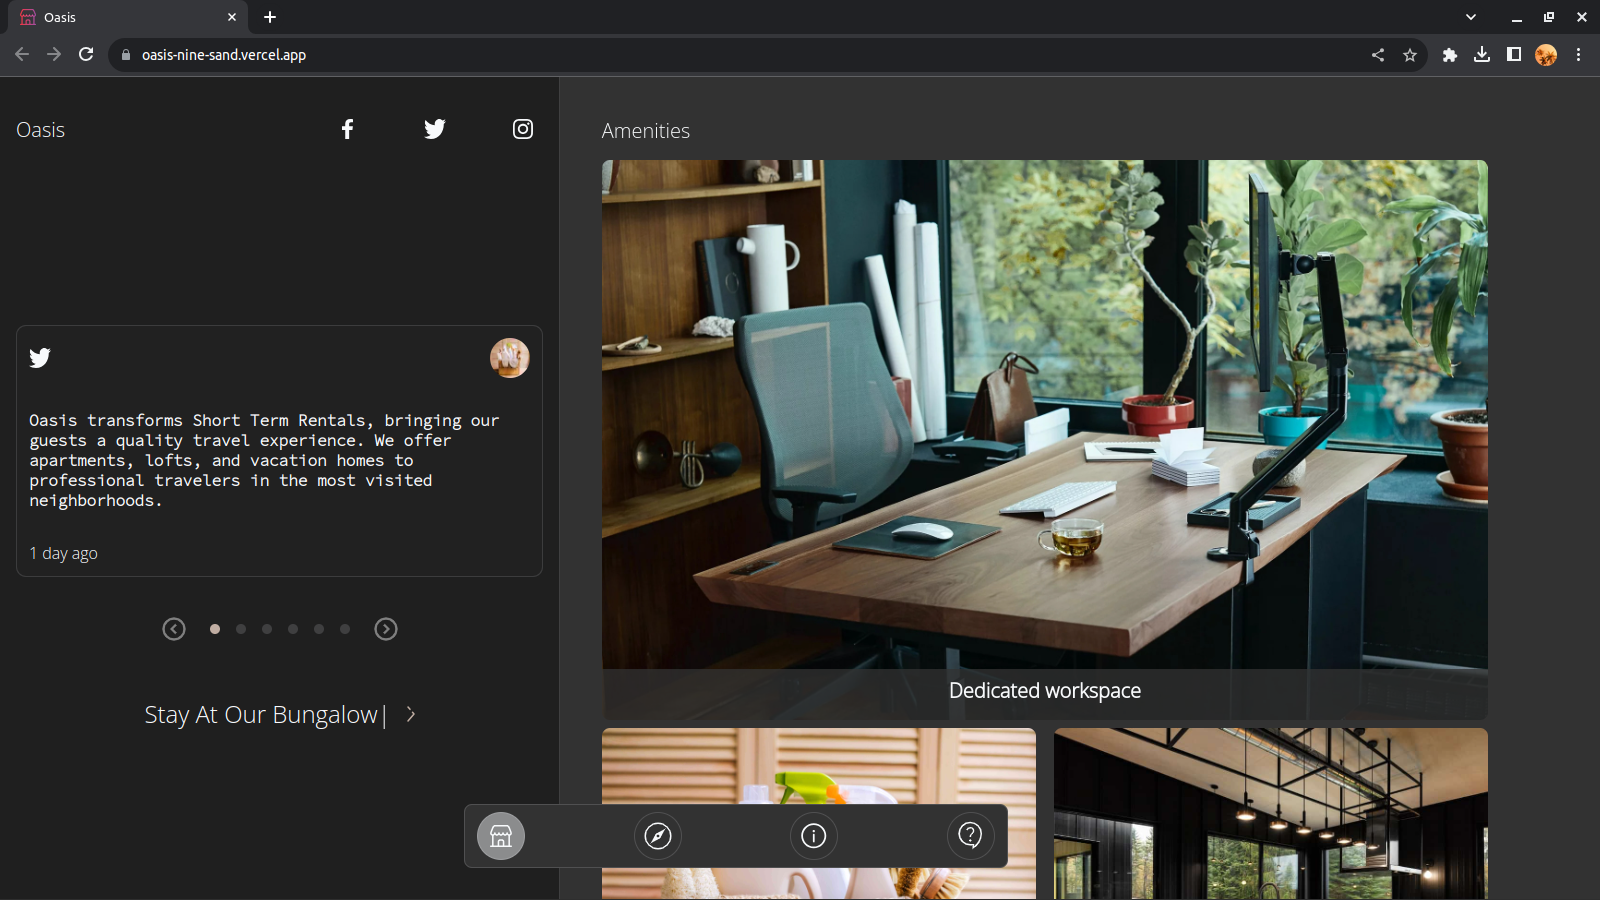 Oasis
oasis-nine-sand.vercel.app
Oasis
Oasis transforms Short Term Rentals, bringing our
guests a quality travel experience. We offer
apartments, lofts, and vacation homes to
professional travelers in the most visited
neighborhoods.
1 day ago
Stay At Our Bungalow|
Amenities
Dedicated workspace